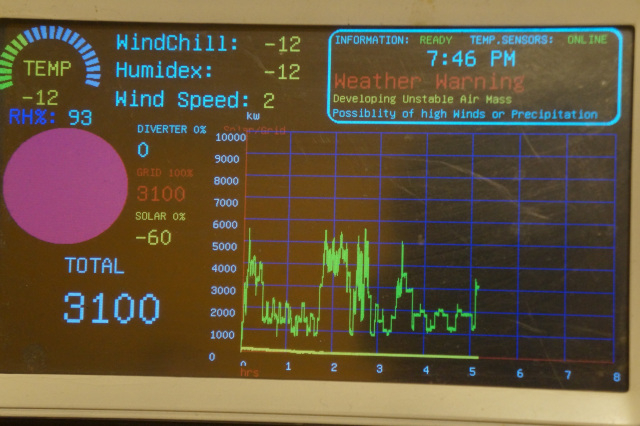 TEMP
-12
RH%: 93
WindChill: -12
Humidex: -12
Wind Speed: 2
INFORMATION: READY TEMP.SENSORS: ONLINE
7:46 PM
Weather Warning
Developing Unstable Air Mass
Possiblity of high Winds or Precipitation
DIVERTER 0%
0
GRID 100%
3100
SOLAR 0%
-60
TOTAL
3100
kw
Solar/Grid
10000
9000
8000
7000
6000
5000
4000
3000
2000
1000
0
0 1 2 3 4 5 6 7 8
hrs